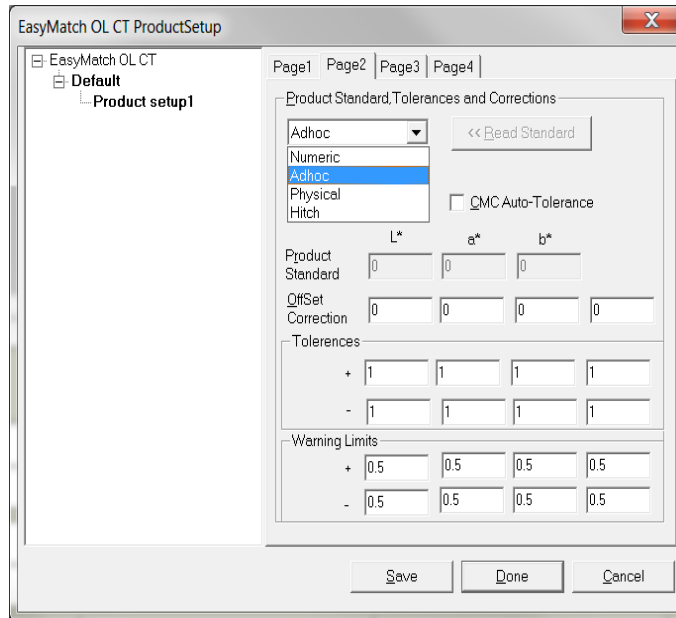 EasyMatch OL CT ProductSetup
X
EasyMatch OL CT
Default
Product setup1
Page1 Page2 Page3 Page4
Product Standard,Tolerances and Corrections
Adhoc << Read Standard
Numeric
Adhoc
Physical
Hitch
CMC Auto-Tolerance
L* a* b*
Product Standard 0 0 0
OffSet Correction 0 0 0 0
Tolerences
+ 1 1 1 1
- 1 1 1 1
Warning Limits
+ 0.5 0.5 0.5 0.5
- 0.5 0.5 0.5 0.5
Save Done Cancel